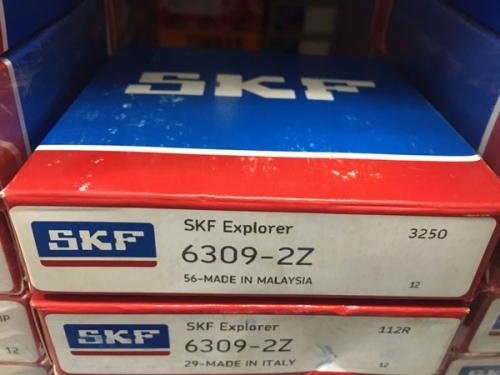 SKF
SKF
SKF Explorer
3250
6309-2Z
56-MADE IN MALAYSIA
12
SKF
SKF Explorer
112R
6309-2Z
29-MADE IN ITALY
12
12